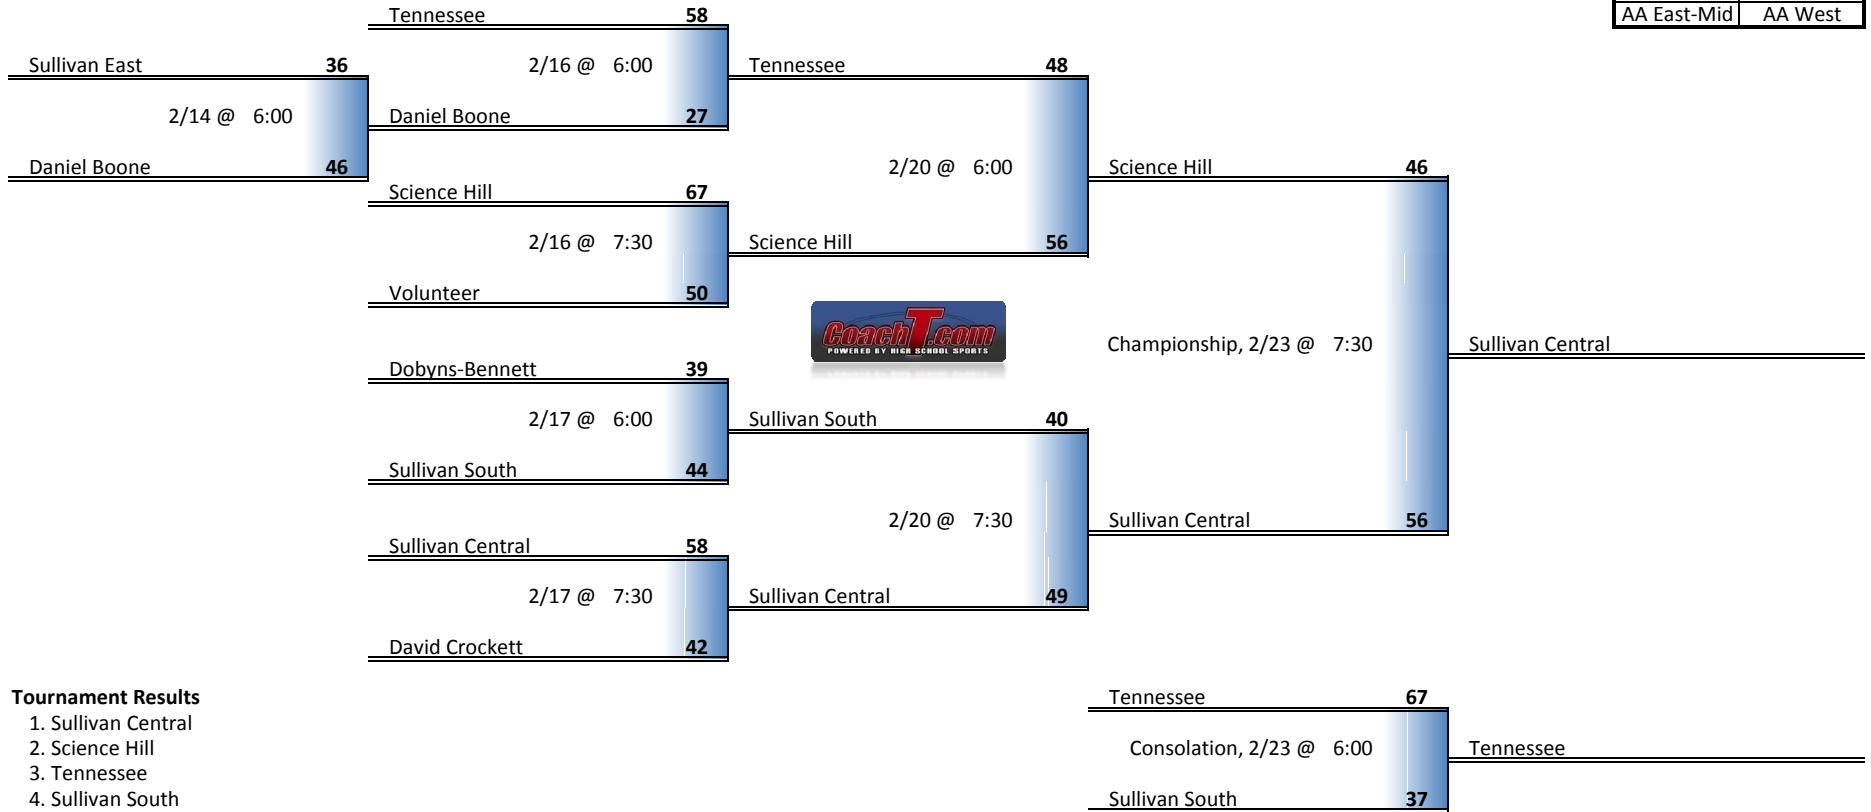 Tennessee 58
AA East-Mid AA West
Sullivan East 36 2/16 @ 6:00 Tennessee 48
2/14 @ 6:00 Daniel Boone 27
Daniel Boone 46 2/20 @ 6:00 Science Hill 46
Science Hill 67
2/16 @ 7:30 Science Hill 56
Volunteer 50
CoachT.com
POWERED BY HIGH SCHOOL SPORTS
Championship, 2/23 @ 7:30 Sullivan Central
Dobyns-Bennett 39
2/17 @ 6:00 Sullivan South 40
Sullivan South 44
2/20 @ 7:30 Sullivan Central 56
Sullivan Central 58
2/17 @ 7:30 Sullivan Central 49
David Crockett 42
Tournament Results Tennessee 67
1. Sullivan Central
2. Science Hill Consolation, 2/23 @ 6:00 Tennessee
3. Tennessee
4. Sullivan South Sullivan South 37